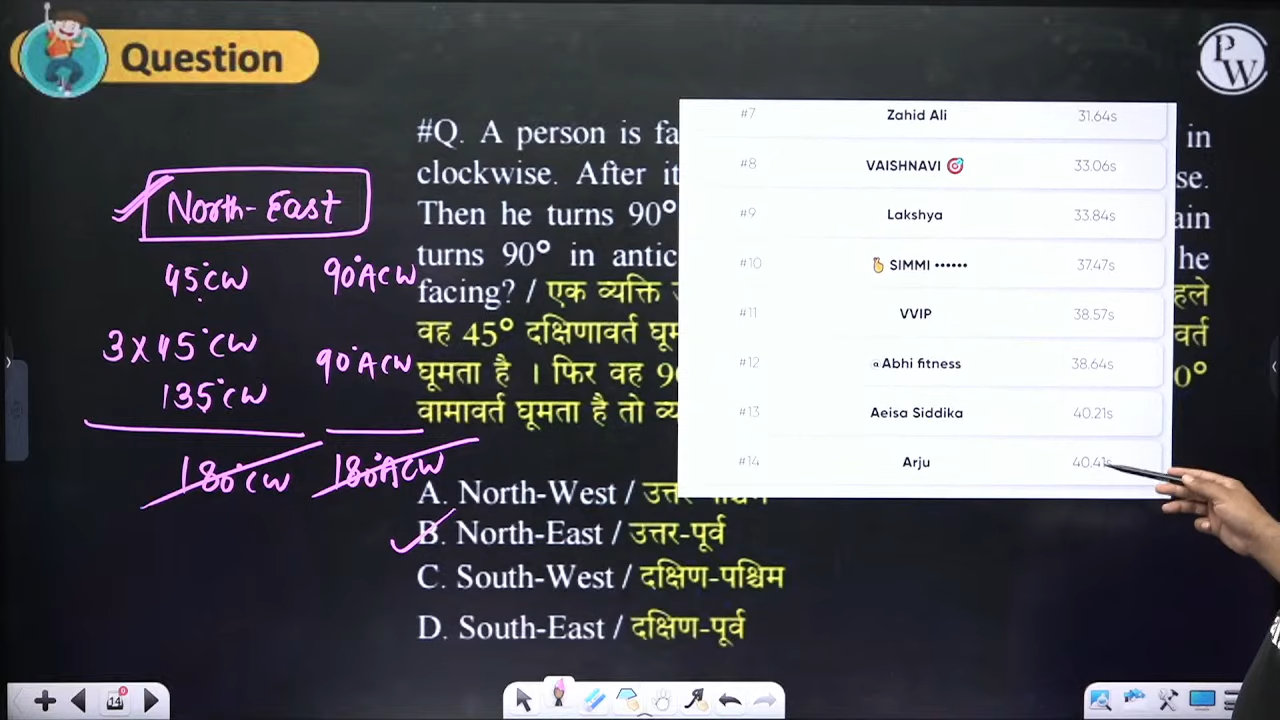 Question
PW
#Q. A person is fa in
clockwise. After it se.
Then he turns 90° ain
turns 90° in antic he
facing? / एक व्यक्ति हले
वह 45° दक्षिणावर्त घूम वर्त
घूमता है । फिर वह 9 0°
वामावर्त घूमता है तो व्य
A. North-West / उत्तर-पश्चिम
B. North-East / उत्तर-पूर्व
C. South-West / दक्षिण-पश्चिम
D. South-East / दक्षिण-पूर्व
North-East
45°CW 90°ACW
3x45°CW
135°CW 90°ACW
180°CW 180°ACW
#7 Zahid Ali 31.64s
#8 VAISHNAVI 🎯 33.06s
#9 Lakshya 33.84s
#10 SIMMI •••••• 37.47s
#11 VVIP 38.57s
#12 Abhi fitness 38.64s
#13 Aeisa Siddika 40.21s
#14 Arju 40.41s
14